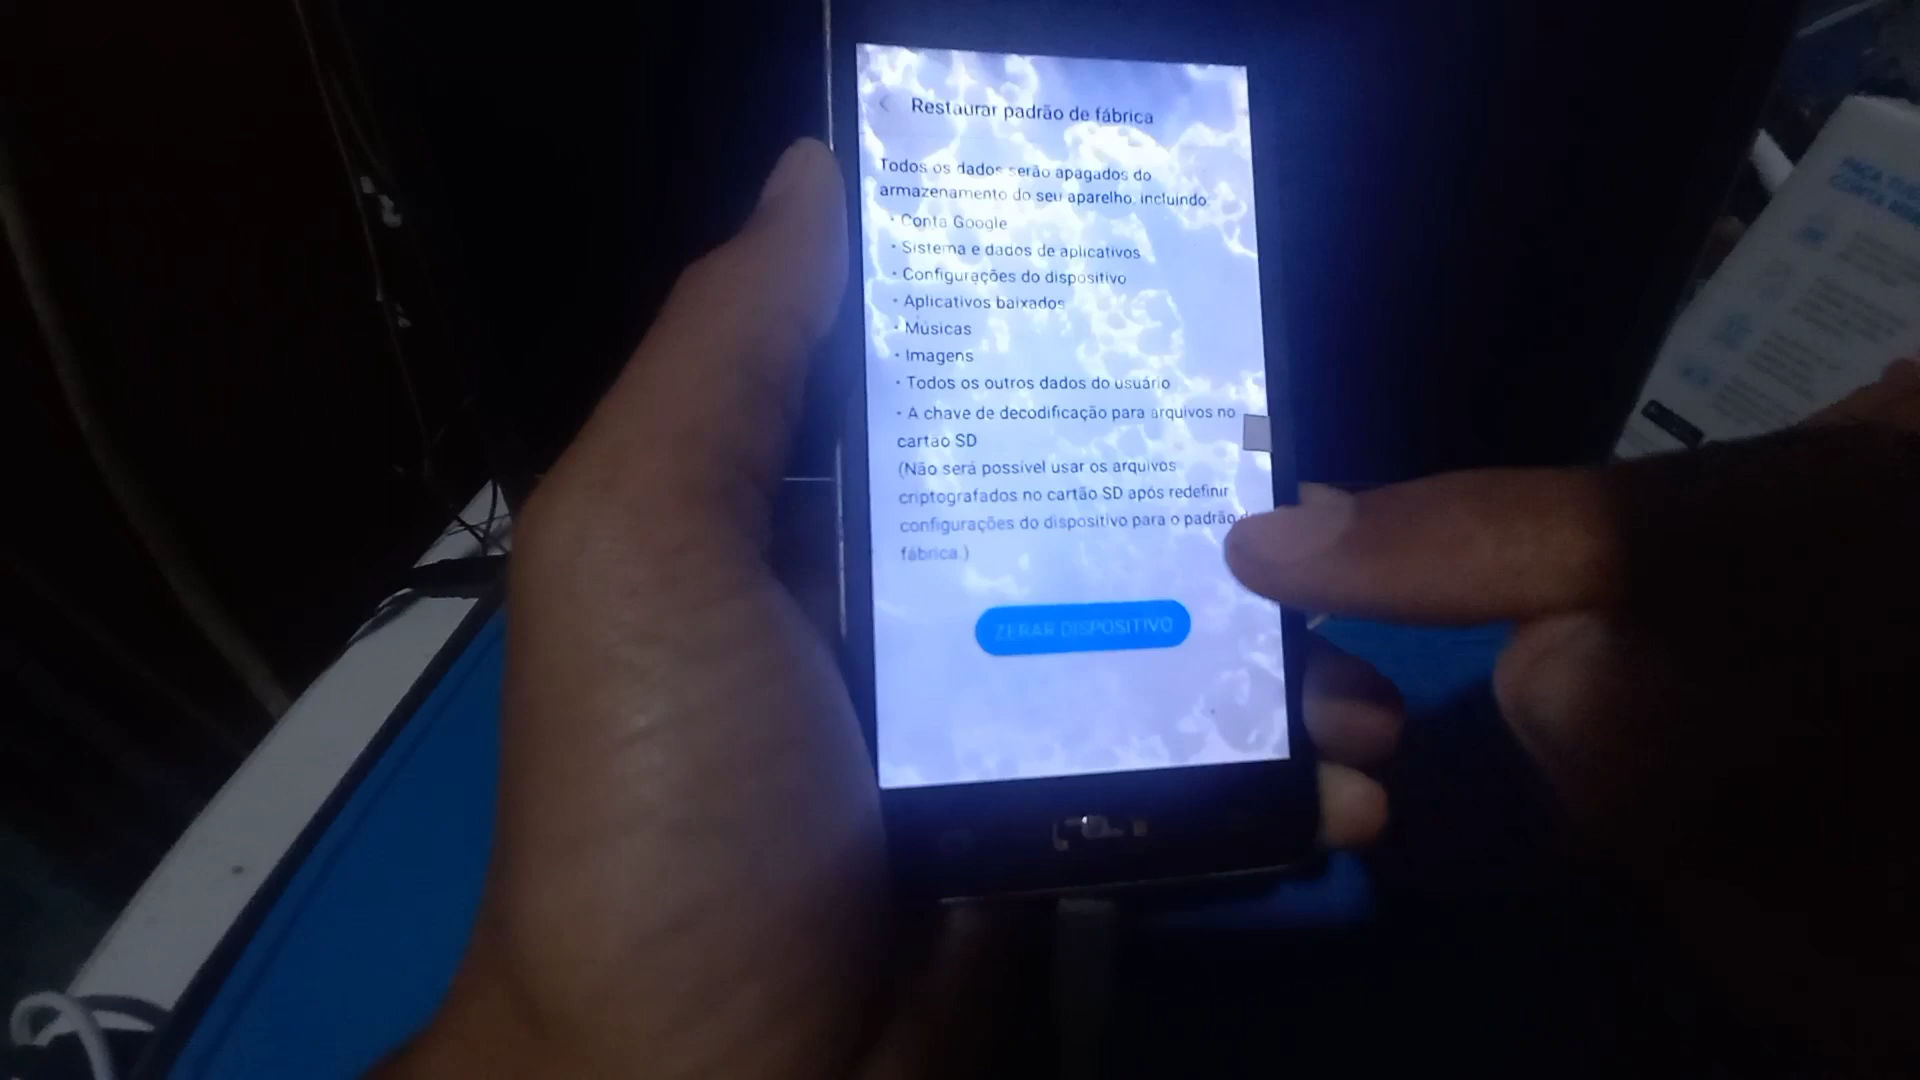 Restaurar padrão de fábrica
Todos os dados serão apagados do
armazenamento do seu aparelho, incluindo:
• Conta Google
• Sistema e dados de aplicativos
• Configurações do dispositivo
• Aplicativos baixados
• Músicas
• Imagens
• Todos os outros dados do usuário
• A chave de decodificação para arquivos no
cartão SD
(Não será possível usar os arquivos
criptografados no cartão SD após redefinir
configurações do dispositivo para o padrão
fábrica.)
ZERAR DISPOSITIVO